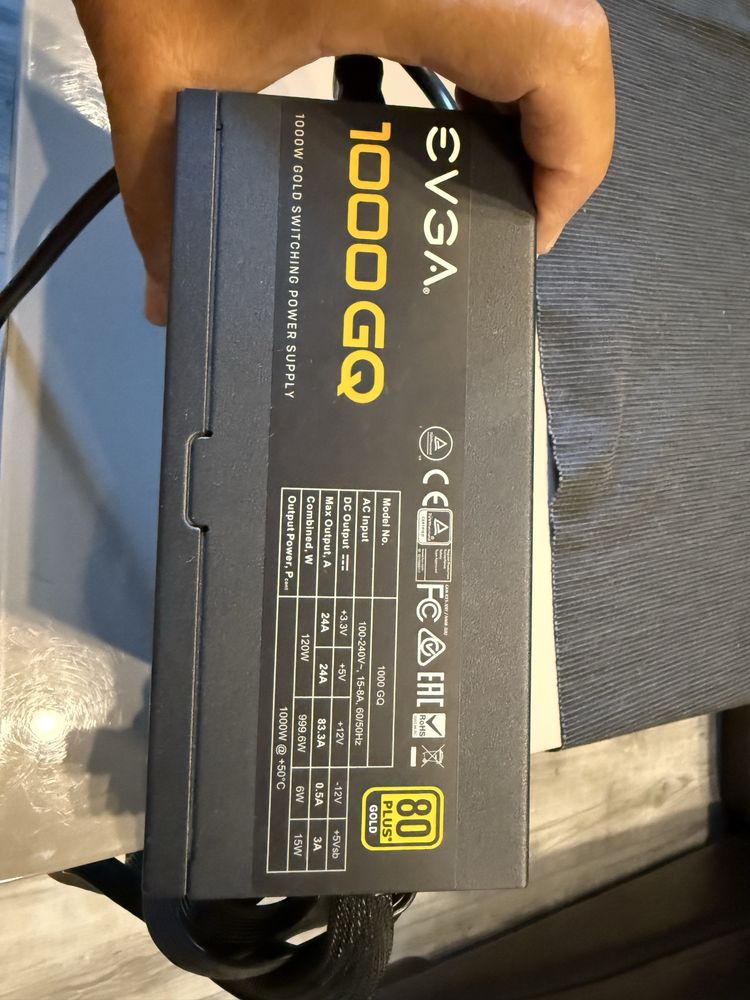 EVGA®
1000 GQ
1000W GOLD SWITCHING POWER SUPPLY
CE
FC
EAC
RoHS
80
PLUS®
GOLD
Model No. 1000 GQ
AC Input 100-240V~, 15-8A, 60/50Hz
DC Output +3.3V +5V +12V -12V +5Vsb
Max Output, A 24A 24A 83.3A 0.5A 3A
Combined, W 120W 999.6W 6W 15W
Output Power, Pcont 1000W @ +50°C